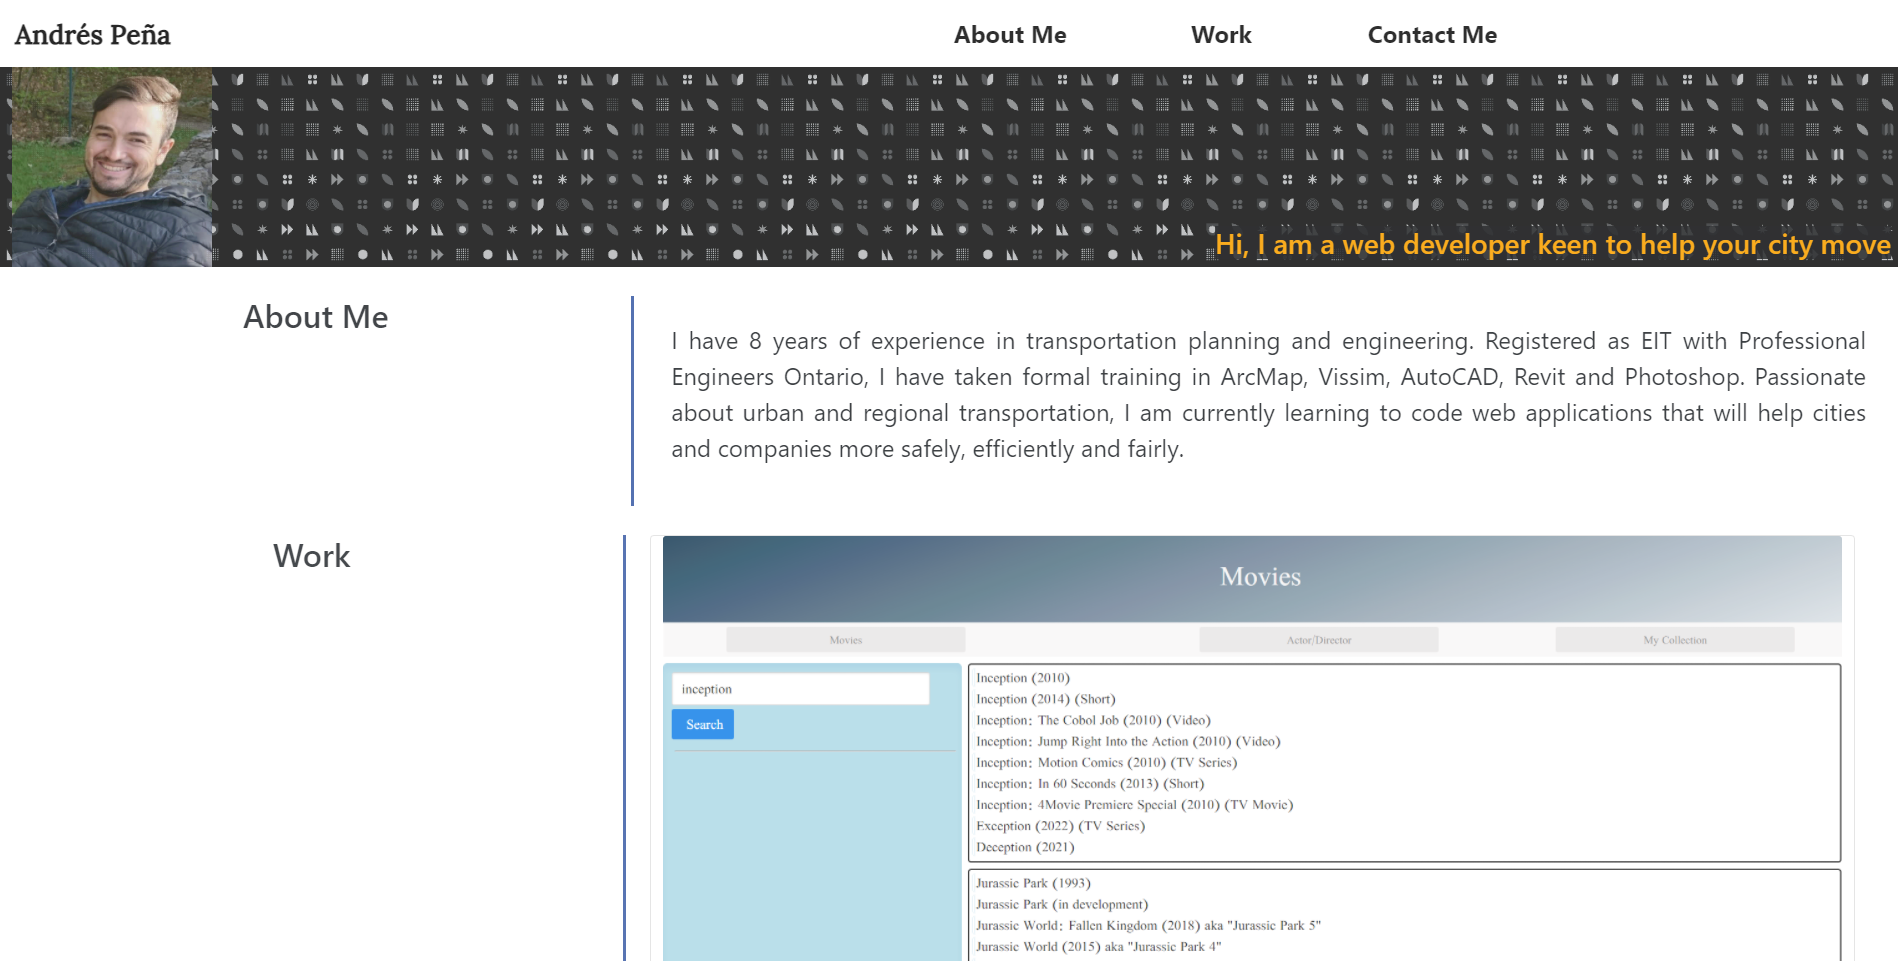 Andrés Peña
About Me
Work
Contact Me
Hi, I am a web developer keen to help your city move
About Me
I have 8 years of experience in transportation planning and engineering. Registered as EIT with Professional
Engineers Ontario, I have taken formal training in ArcMap, Vissim, AutoCAD, Revit and Photoshop. Passionate
about urban and regional transportation, I am currently learning to code web applications that will help cities
and companies more safely, efficiently and fairly.
Work
Movies
Movies
Actor/Director
My Collection
inception
Search
Inception (2010)
Inception (2014) (Short)
Inception: The Cobol Job (2010) (Video)
Inception: Jump Right Into the Action (2010) (Video)
Inception: Motion Comics (2010) (TV Series)
Inception: In 60 Seconds (2013) (Short)
Inception: 4Movie Premiere Special (2010) (TV Movie)
Exception (2022) (TV Series)
Deception (2021)
Jurassic Park (1993)
Jurassic Park (in development)
Jurassic World: Fallen Kingdom (2018) aka "Jurassic Park 5"
Jurassic World (2015) aka "Jurassic Park 4"